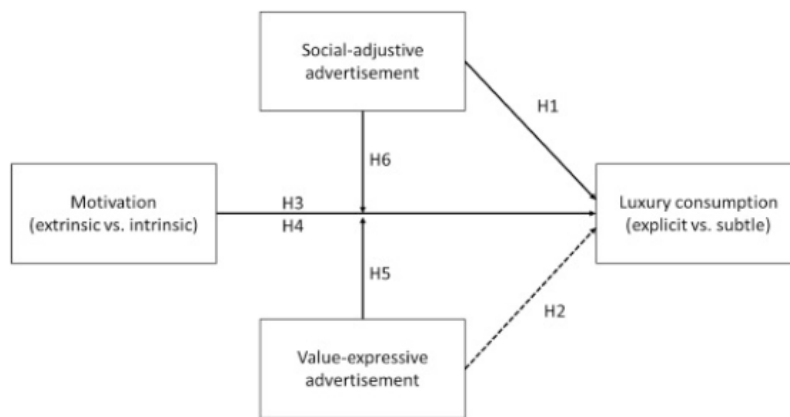 Social-adjustive
advertisement
H1
H6
Motivation
(extrinsic vs. intrinsic)
H3
H4
Luxury consumption
(explicit vs. subtle)
H5
H2
Value-expressive
advertisement